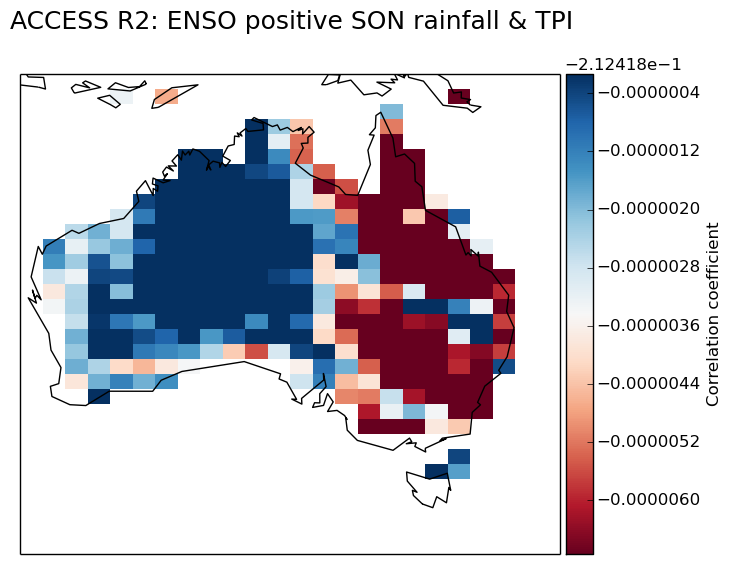 ACCESS R2: ENSO positive SON rainfall & TPI
−2.12418e−1
−0.0000004
−0.0000012
−0.0000020
−0.0000028
−0.0000036
−0.0000044
−0.0000052
−0.0000060
Correlation coefficient